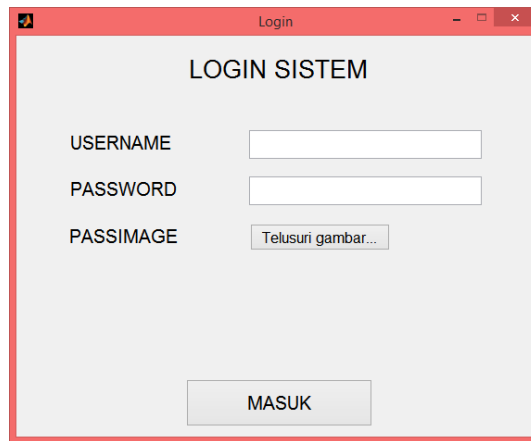 Login
LOGIN SISTEM
USERNAME
PASSWORD
PASSIMAGE Telusuri gambar...
MASUK